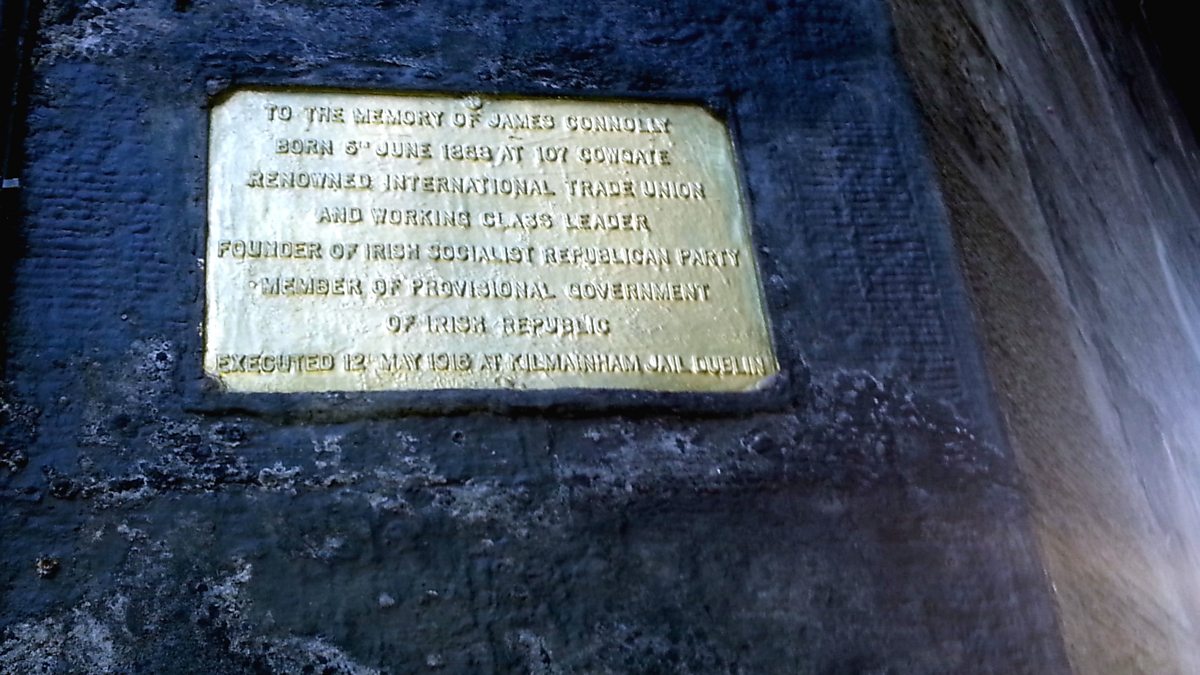 TO THE MEMORY OF JAMES CONNOLLY
BORN 5TH JUNE 1868 AT 107 COWGATE
RENOWNED INTERNATIONAL TRADE UNION
AND WORKING CLASS LEADER
FOUNDER OF IRISH SOCIALIST REPUBLICAN PARTY
MEMBER OF PROVISIONAL GOVERNMENT
OF IRISH REPUBLIC
EXECUTED 12TH MAY 1916 AT KILMAINHAM JAIL DUBLIN